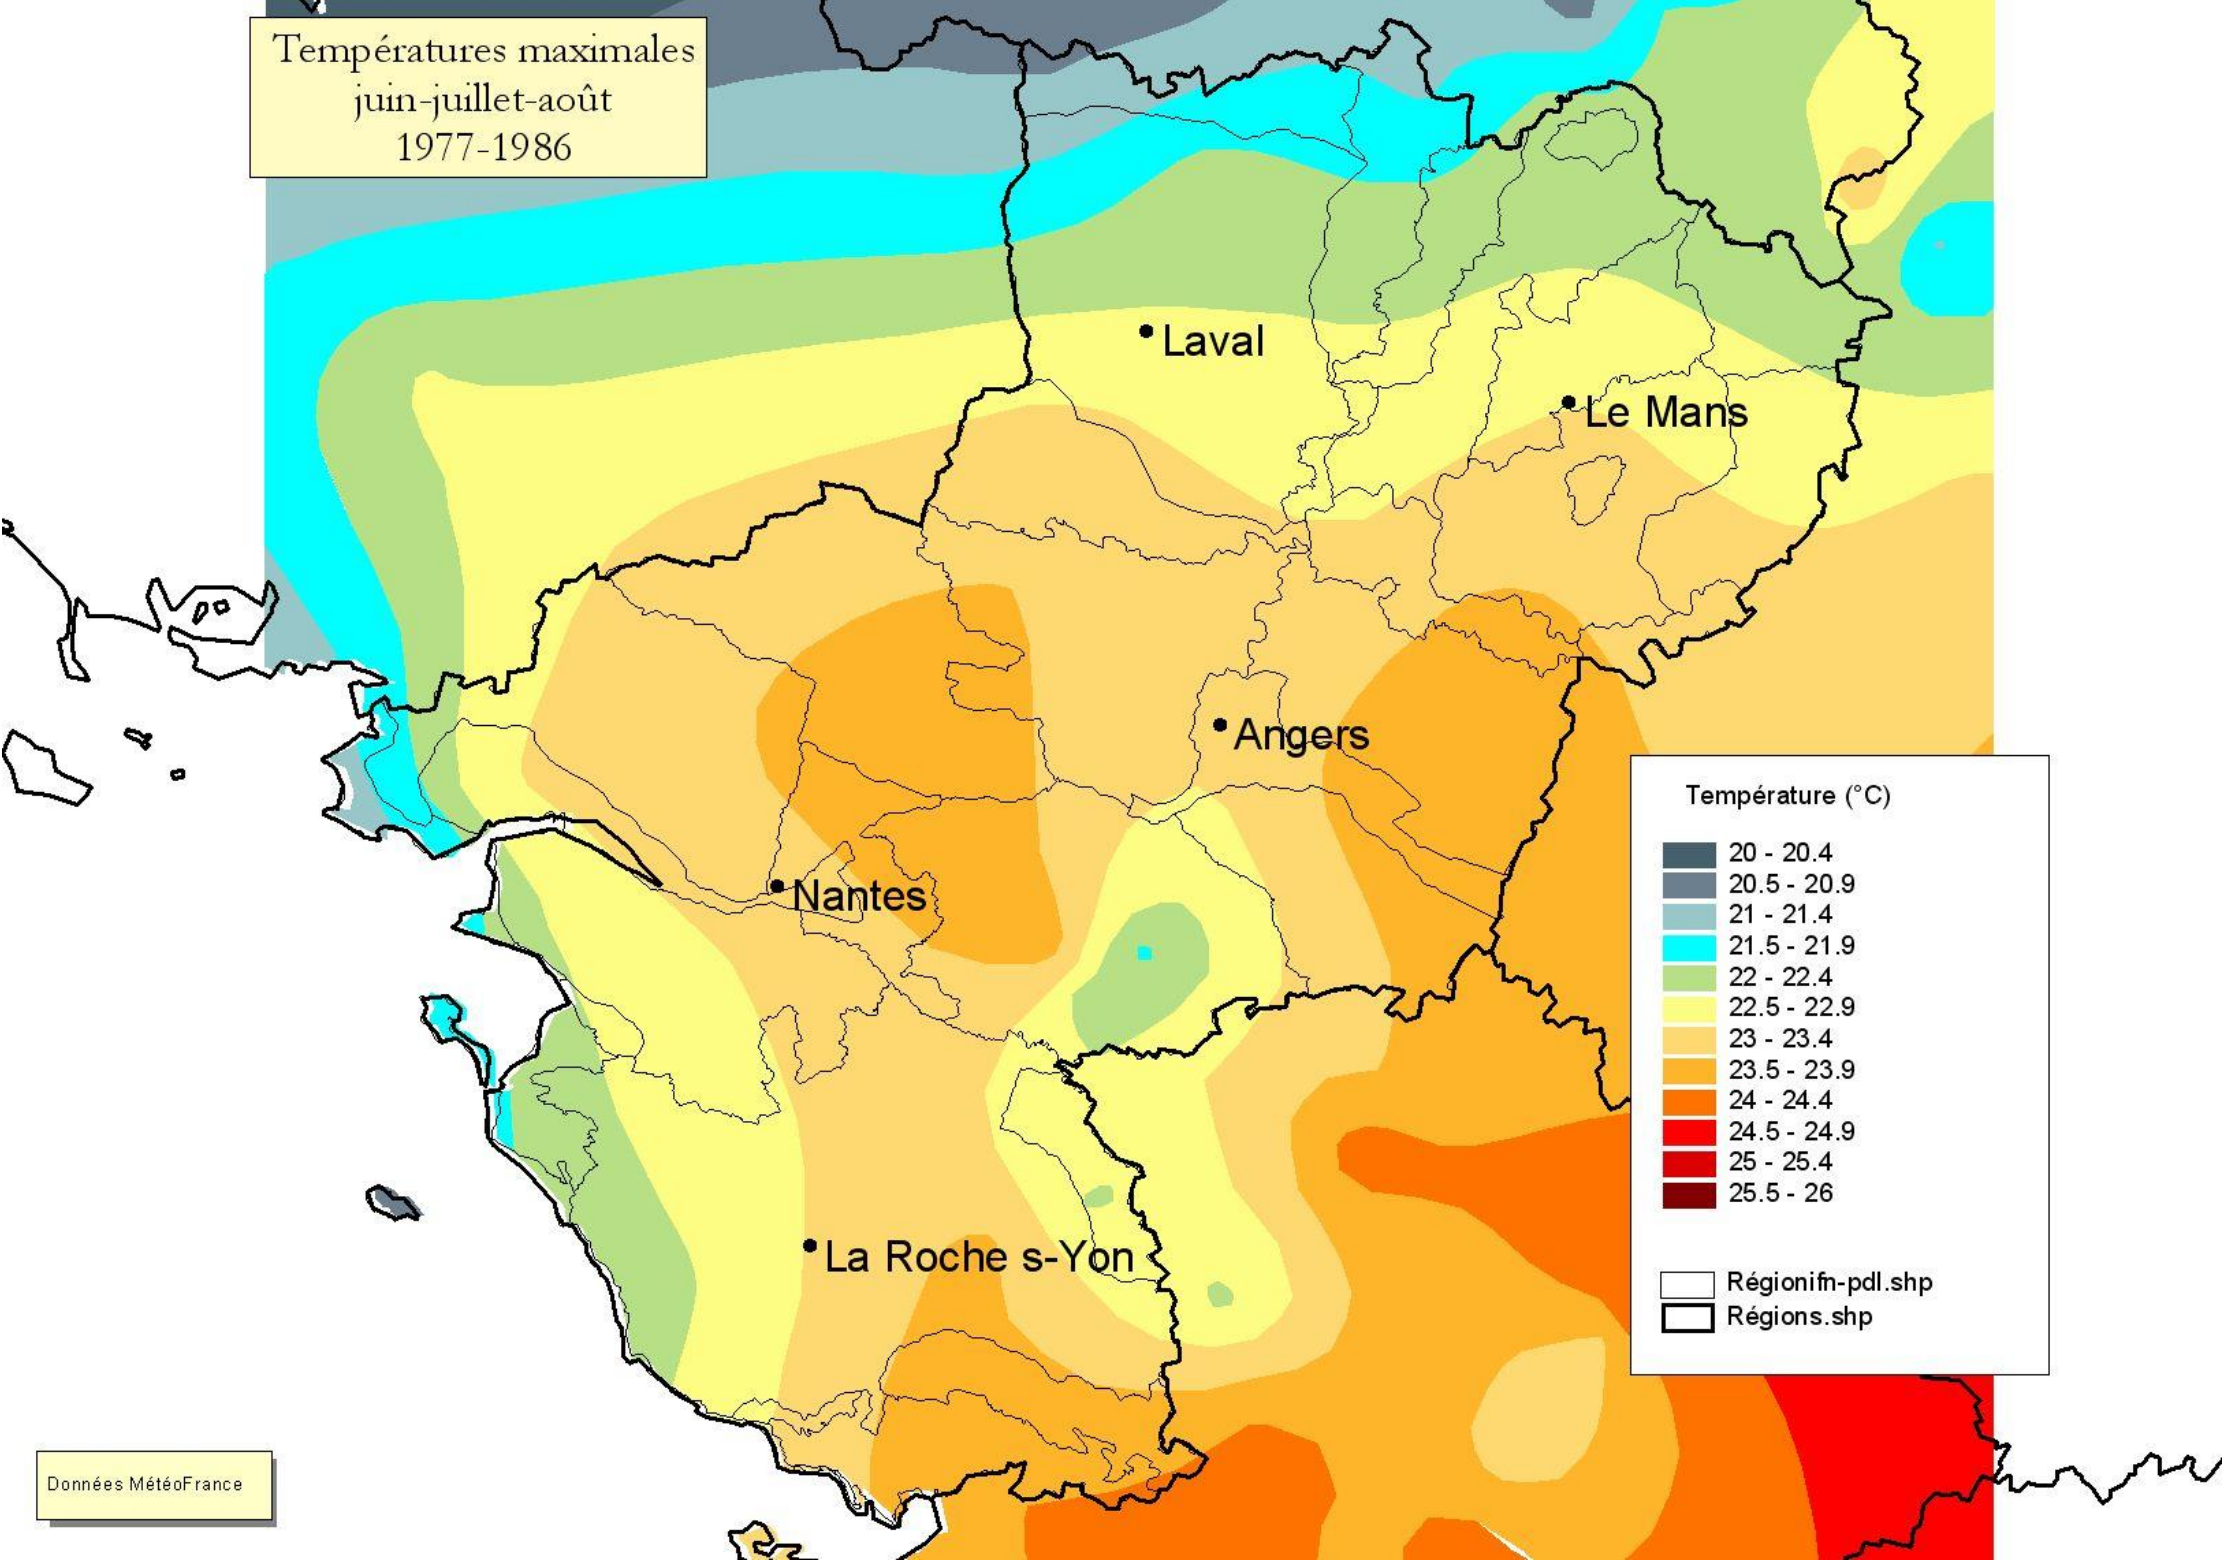 Températures maximales
juin-juillet-août
1977-1986
Laval
Le Mans
Angers
Nantes
La Roche s-Yon
Température (°C)
20 - 20.4
20.5 - 20.9
21 - 21.4
21.5 - 21.9
22 - 22.4
22.5 - 22.9
23 - 23.4
23.5 - 23.9
24 - 24.4
24.5 - 24.9
25 - 25.4
25.5 - 26
Régionifn-pdl.shp
Régions.shp
Données MétéoFrance